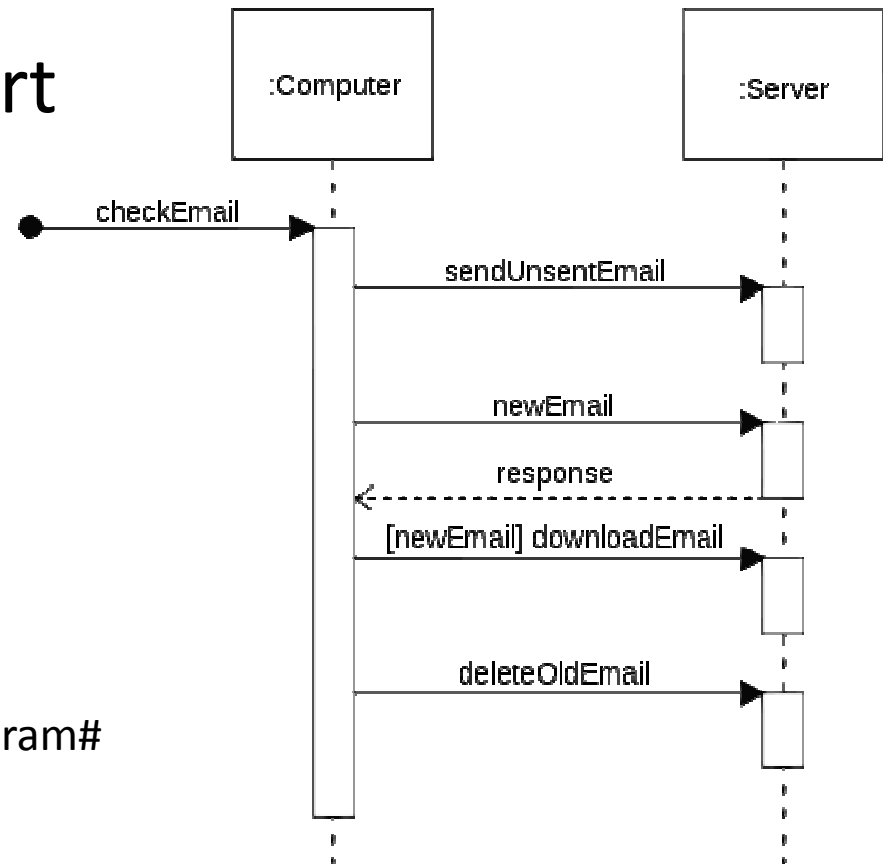 rt
:Computer
:Server
checkEmail
sendUnsentEmail
newEmail
response
[newEmail] downloadEmail
deleteOldEmail
ram#